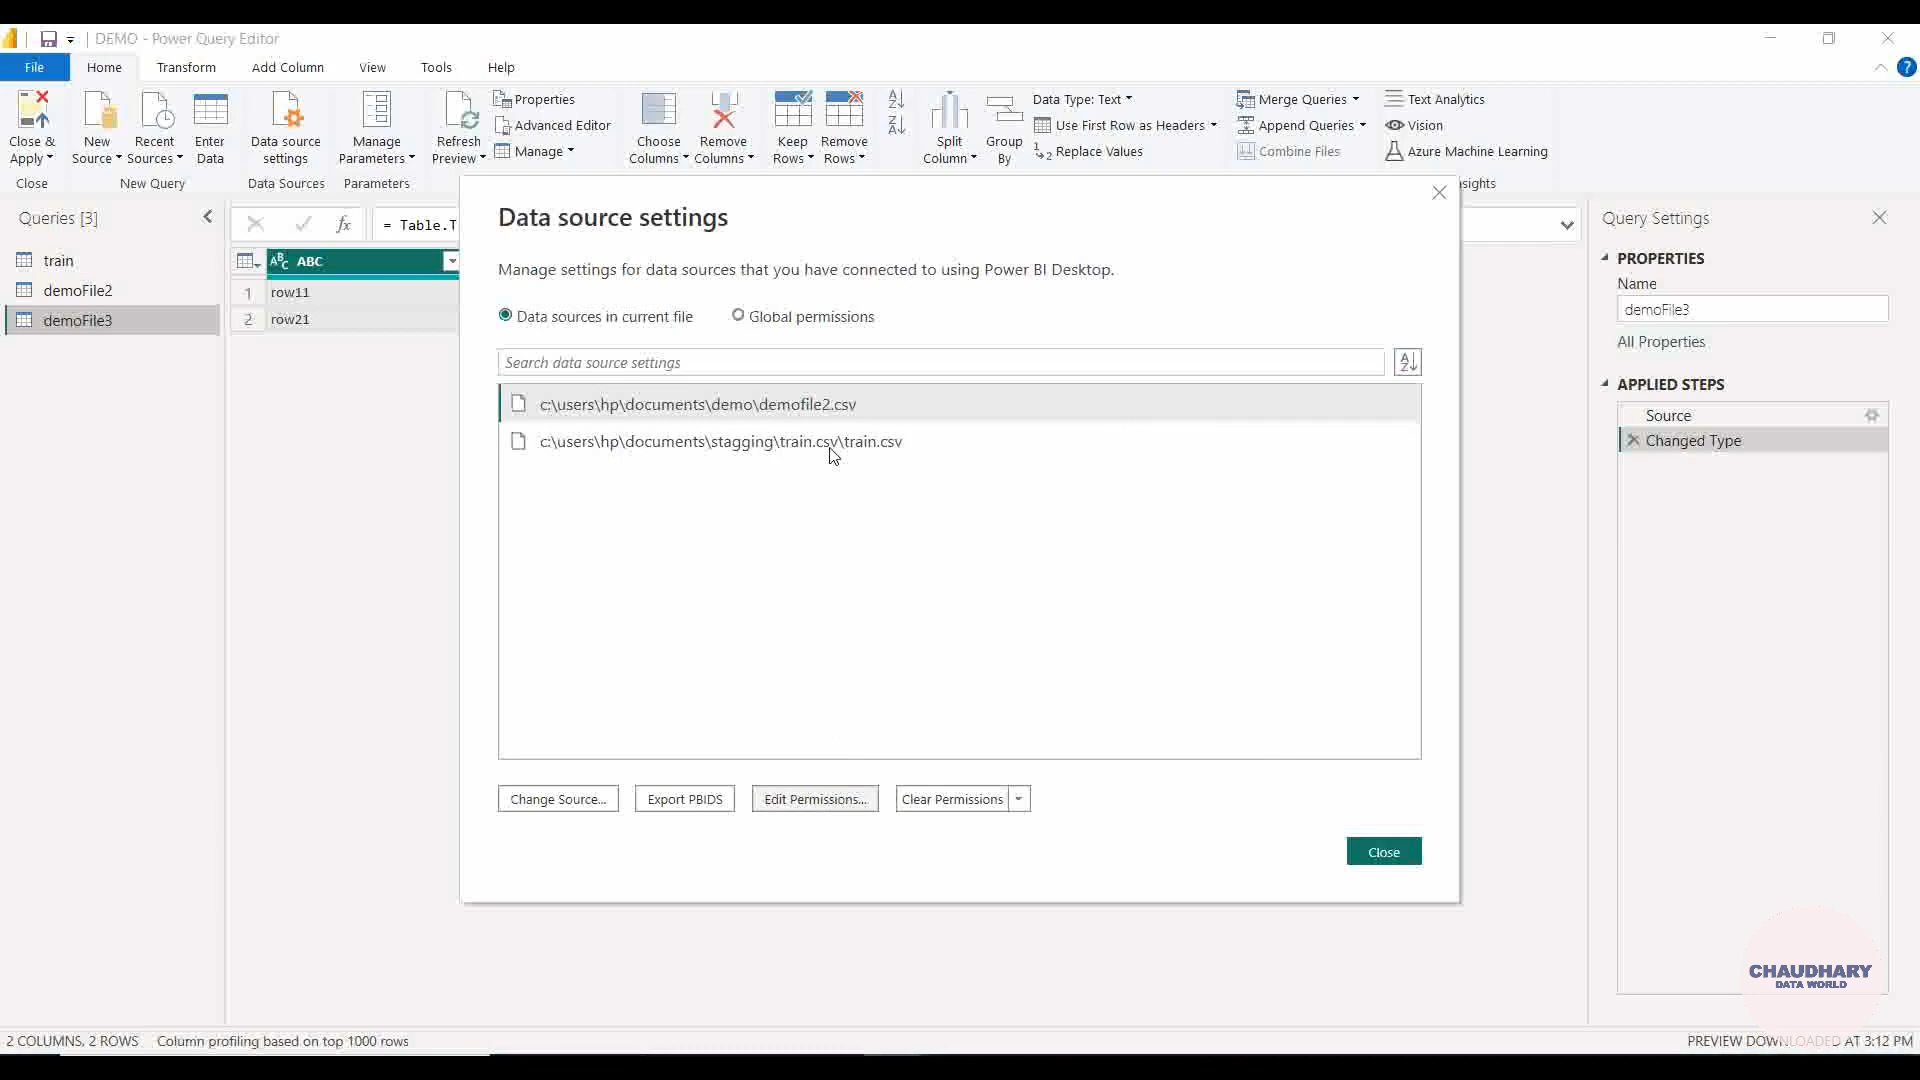 DEMO - Power Query Editor
File Home Transform Add Column View Tools Help
Close & Apply
New Source
Recent Sources
Enter Data
Data source settings
Manage Parameters
Refresh Preview
Properties
Advanced Editor
Manage
Choose Columns
Remove Columns
Keep Rows
Remove Rows
Split Column
Group By
Data Type: Text
Use First Row as Headers
Replace Values
Merge Queries
Append Queries
Combine Files
Text Analytics
Vision
Azure Machine Learning
Close
New Query
Data Sources
Parameters
sights
Queries [3]
train
demoFile2
demoFile3
fx
= Table.T
ABC ABC
1 row11
2 row21
Data source settings
Manage settings for data sources that you have connected to using Power BI Desktop.
Data sources in current file
Global permissions
Search data source settings
c:\users\hp\documents\demo\demofile2.csv
c:\users\hp\documents\stagging\train.csv\train.csv
Change Source...
Export PBIDS
Edit Permissions...
Clear Permissions
Close
Query Settings
PROPERTIES
Name
demoFile3
All Properties
APPLIED STEPS
Source
Changed Type
CHAUDHARY
DATA WORLD
2 COLUMNS, 2 ROWS
Column profiling based on top 1000 rows
PREVIEW DOWNLOADED AT 3:12 PM